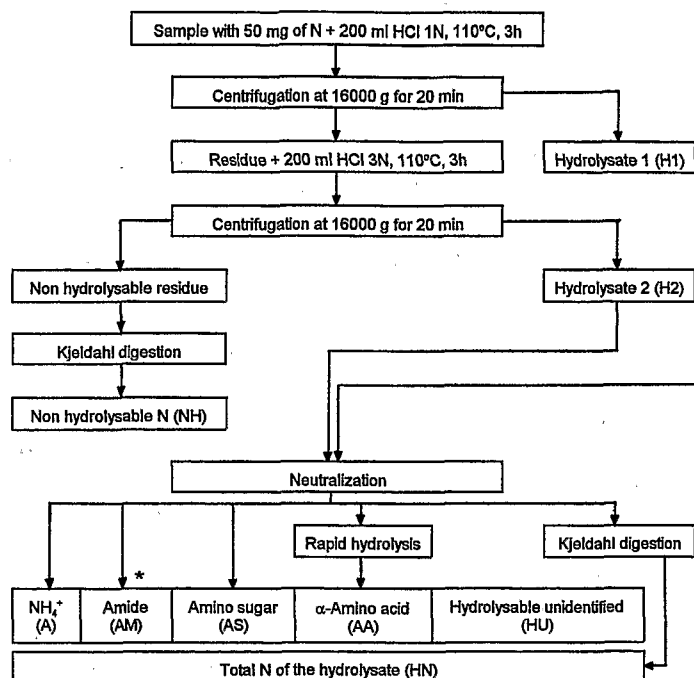 Sample with 50 mg of N + 200 ml HCl 1N, 110ºC, 3h
Centrifugation at 16000 g for 20 min
Residue + 200 ml HCl 3N, 110ºC, 3h
Hydrolysate 1 (H1)
Centrifugation at 16000 g for 20 min
Non hydrolysable residue
Hydrolysate 2 (H2)
Kjeldahl digestion
Non hydrolysable N (NH)
Neutralization
Rapid hydrolysis
Kjeldahl digestion
*
NH₄⁺
(A)
Amide
(AM)
Amino sugar
(AS)
α-Amino acid
(AA)
Hydrolysable unidentified
(HU)
Total N of the hydrolysate (HN)